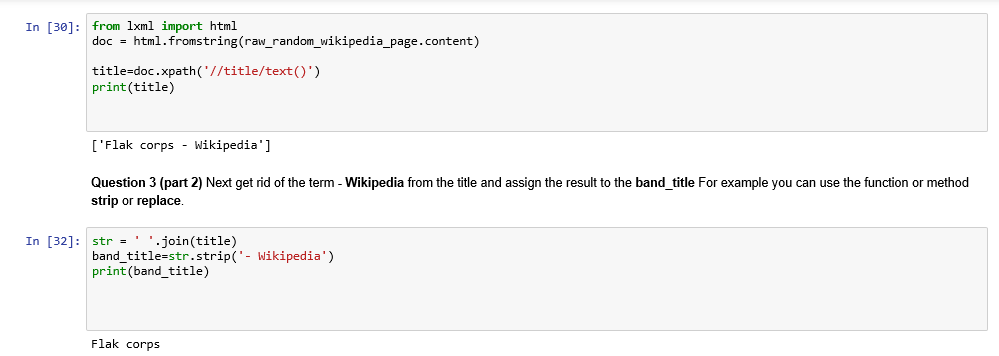 In [30]: from lxml import html
doc = html.fromstring(raw_random_wikipedia_page.content)
title=doc.xpath('//title/text()')
print(title)
['Flak corps - Wikipedia']
Question 3 (part 2) Next get rid of the term - Wikipedia from the title and assign the result to the band_title For example you can use the function or method
strip or replace.
In [32]: str = ' '.join(title)
band_title=str.strip('- Wikipedia')
print(band_title)
Flak corps